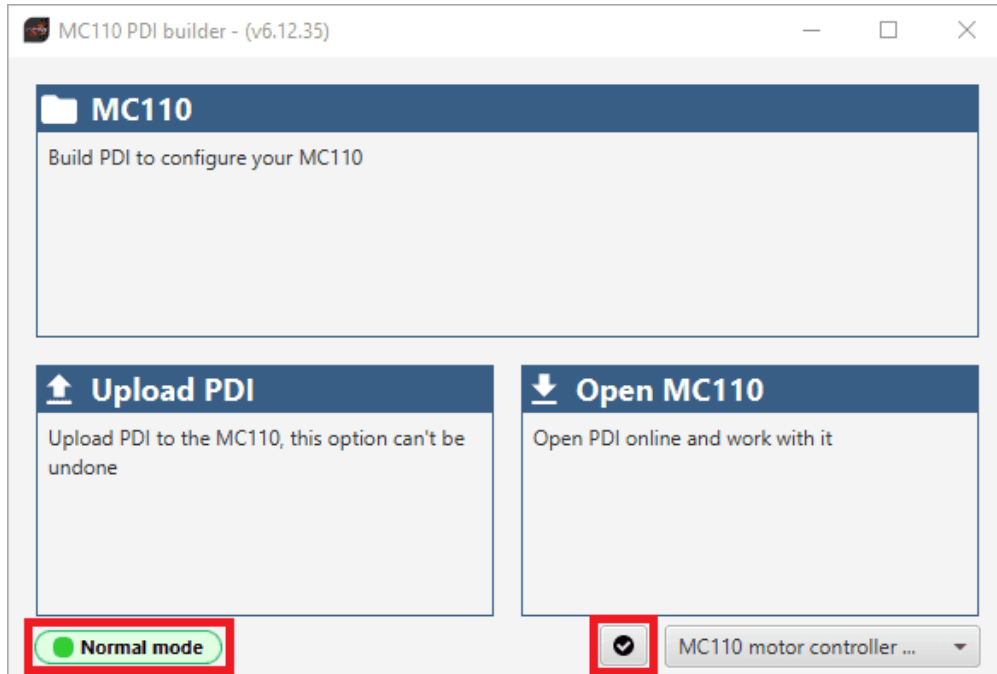 MC110 PDI builder - (v6.12.35)
MC110
Build PDI to configure your MC110
Upload PDI
Upload PDI to the MC110, this option can't be
undone
Open MC110
Open PDI online and work with it
Normal mode
MC110 motor controller ...